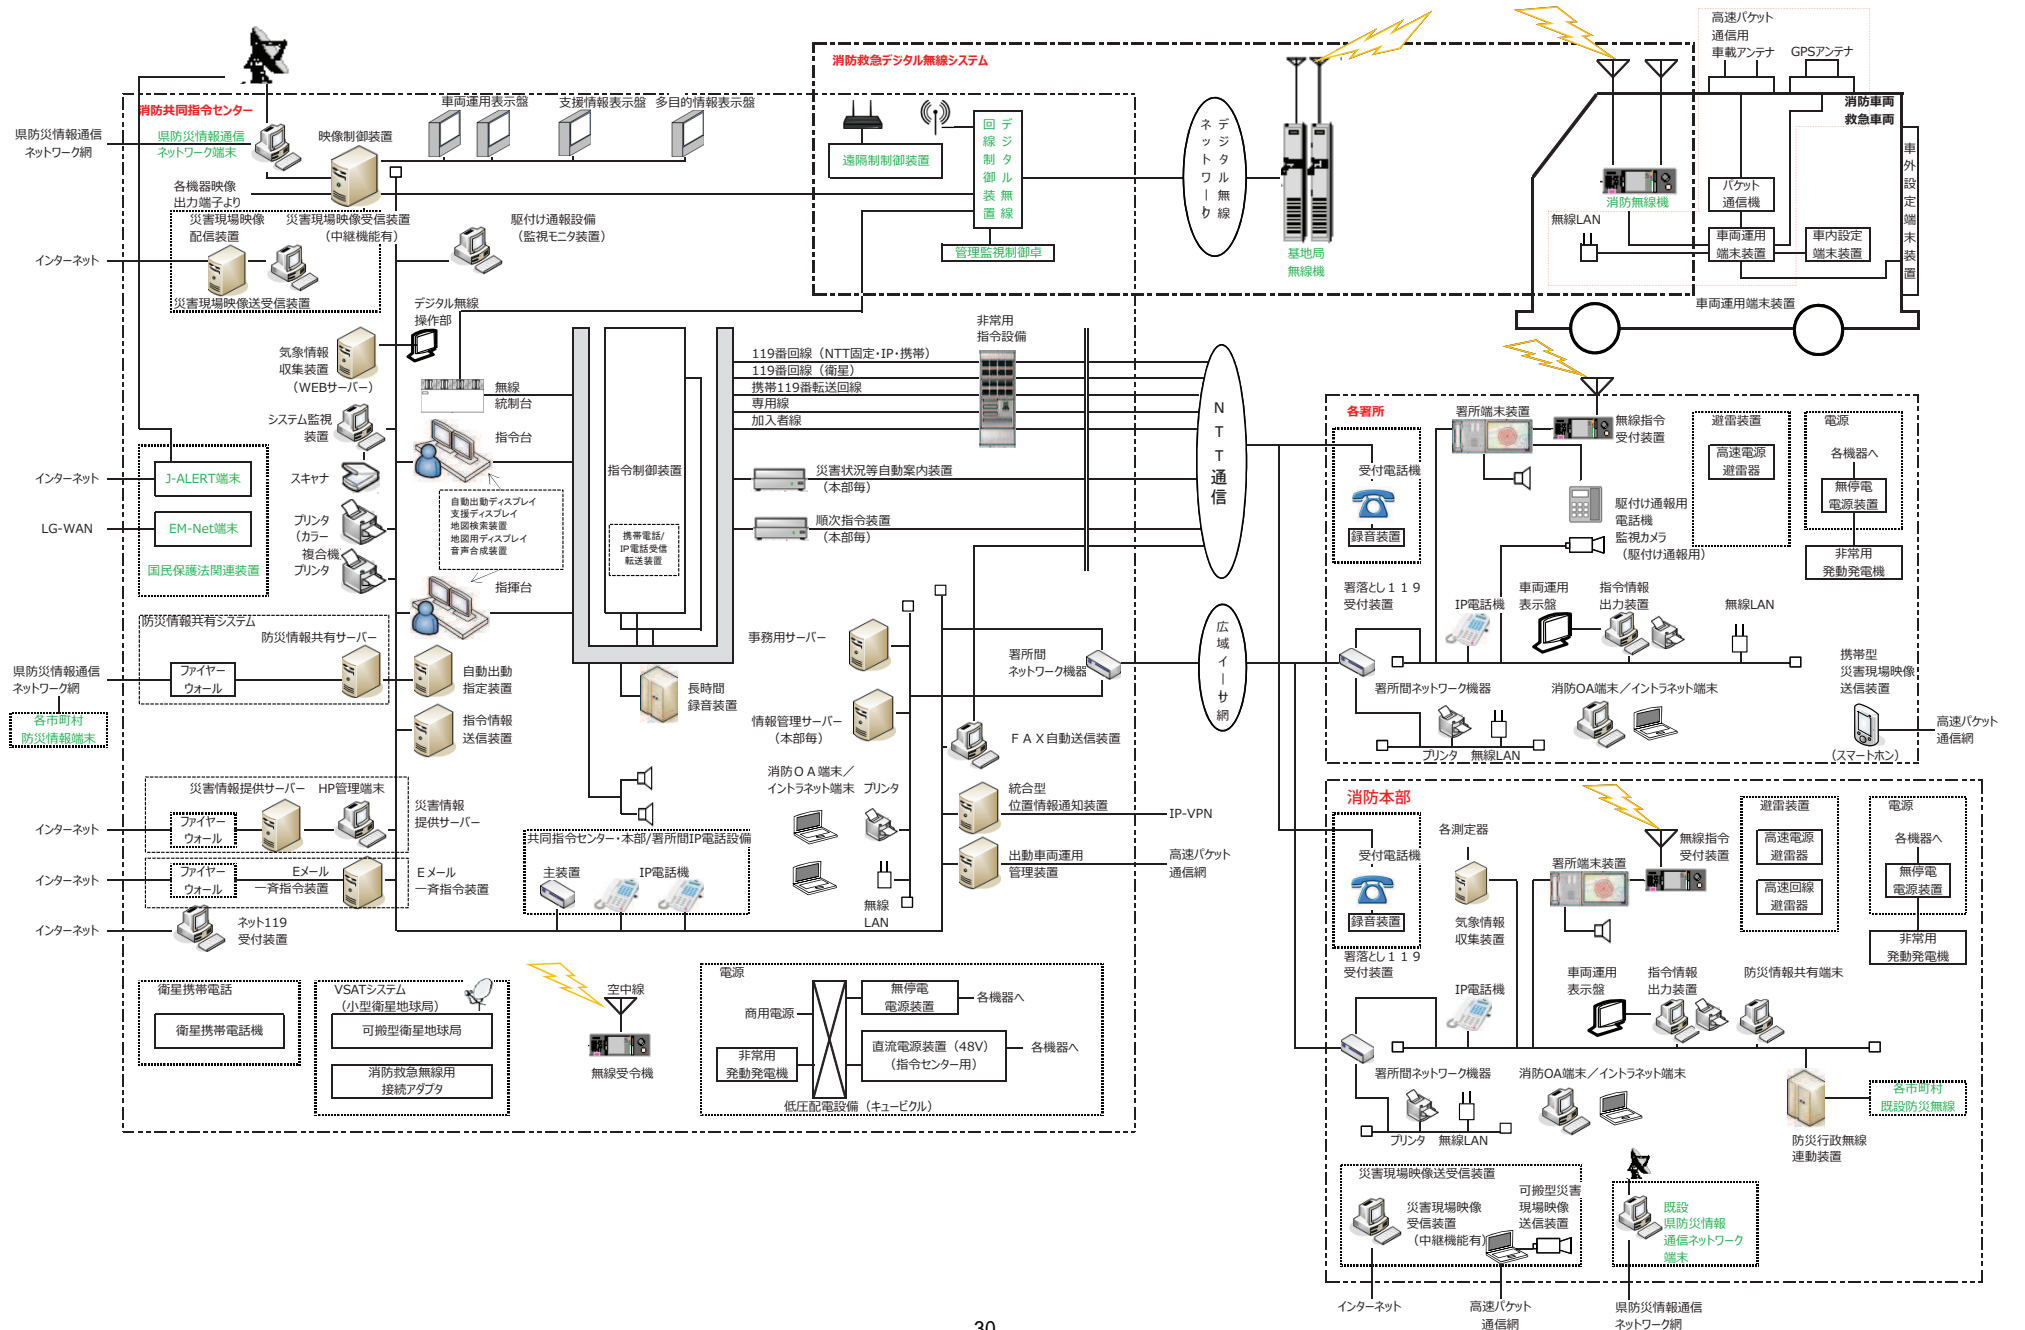 高速パケット
通信用
車載アンテナ
GPSアンテナ
消防救急デジタル無線システム
消防共同指令センター
車両運用表示盤
支援情報表示盤
多目的情報表示盤
消防車両
救急車両
県防災情報通信
ネットワーク網
県防災情報通信
ネットワーク端末
映像制御装置
遠隔制制御装置
デジタル無線
回線制御装置
デジタル無線
ネットワーク
車外設定端末装置
各機器映像
出力端子より
消防無線機
パケット
通信機
災害現場映像
配信装置
災害現場映像受信装置
（中継機能有）
駆付け通報設備
（監視モニタ装置）
無線LAN
車両運用
端末装置
車内設定
端末装置
管理監視制御卓
基地局
無線機
インターネット
災害現場映像送受信装置
車両運用端末装置
デジタル無線
操作部
非常用
指令設備
気象情報
収集装置
（WEBサーバー）
119番回線（NTT固定・IP・携帯）
119番回線（衛星）
携帯119番転送回線
専用線
加入者線
無線
統制台
システム監視
装置
指令台
指令制御装置
NTT通信
インターネット
J-ALERT端末
スキャナ
災害状況等自動案内装置
（本部毎）
自動出動ディスプレイ
支援ディスプレイ
地図検索装置
地図用ディスプレイ
音声合成装置
LG-WAN
EM-Net端末
プリンタ
（カラー
複合機
プリンタ
順次指令装置
（本部毎）
携帯電話/
IP電話受信
転送装置
国民保護法関連装置
指揮台
各署所
署所端末装置
無線指令
受付装置
避雷装置
高速電源
避雷器
電源
各機器へ
無停電
電源装置
非常用
発動発電機
受付電話機
録音装置
署落とし１１９
受付装置
駆付け通報用
電話機
監視カメラ
（駆付け通報用）
IP電話機
車両運用
表示盤
指令情報
出力装置
無線LAN
防災情報共有システム
防災情報共有サーバー
県防災情報通信
ネットワーク網
ファイヤー
ウォール
自動出動
指定装置
各市町村
防災情報端末
指令情報
送信装置
長時間
録音装置
事務用サーバー
情報管理サーバー
（本部毎）
署所間
ネットワーク機器
広域イーサ網
署所間ネットワーク機器
消防OA端末／イントラネット端末
携帯型
災害現場映像
送信装置
（スマートホン）
高速パケット
通信網
プリンタ
無線LAN
ＦＡＸ自動送信装置
消防ＯＡ端末／
イントラネット端末
プリンタ
災害情報提供サーバー
HP管理端末
災害情報
提供サーバー
インターネット
ファイヤー
ウォール
統合型
位置情報通知装置
IP-VPN
共同指令センター・本部/署所間IP電話設備
主装置
IP電話機
出動車両運用
管理装置
高速パケット
通信網
インターネット
ファイヤー
ウォール
Eメール
一斉指令装置
Ｅメール
一斉指令装置
無線
LAN
インターネット
ネット119
受付装置
消防本部
各測定器
受付電話機
録音装置
署落とし１１９
受付装置
気象情報
収集装置
署所端末装置
無線指令
受付装置
避雷装置
高速電源
避雷器
高速回線
避雷器
電源
各機器へ
無停電
電源装置
非常用
発動発電機
IP電話機
車両運用
表示盤
指令情報
出力装置
防災情報共有端末
衛星携帯電話
衛星携帯電話機
VSATシステム
（小型衛星地球局）
可搬型衛星地球局
消防救急無線用
接続アダプタ
空中線
無線受令機
電源
商用電源
無停電
電源装置
各機器へ
直流電源装置（48V）
（指令センター用）
各機器へ
非常用
発動発電機
低圧配電設備（キュービクル）
署所間ネットワーク機器
消防OA端末／イントラネット端末
プリンタ
無線LAN
各市町村
既設防災無線
防災行政無線
連動装置
災害現場映像送受信装置
災害現場映像
受信装置
（中継機能有）
可搬型災害
現場映像
送信装置
既設
県防災情報
通信ネットワーク
端末
インターネット
高速パケット
通信網
県防災情報通信
ネットワーク網
30